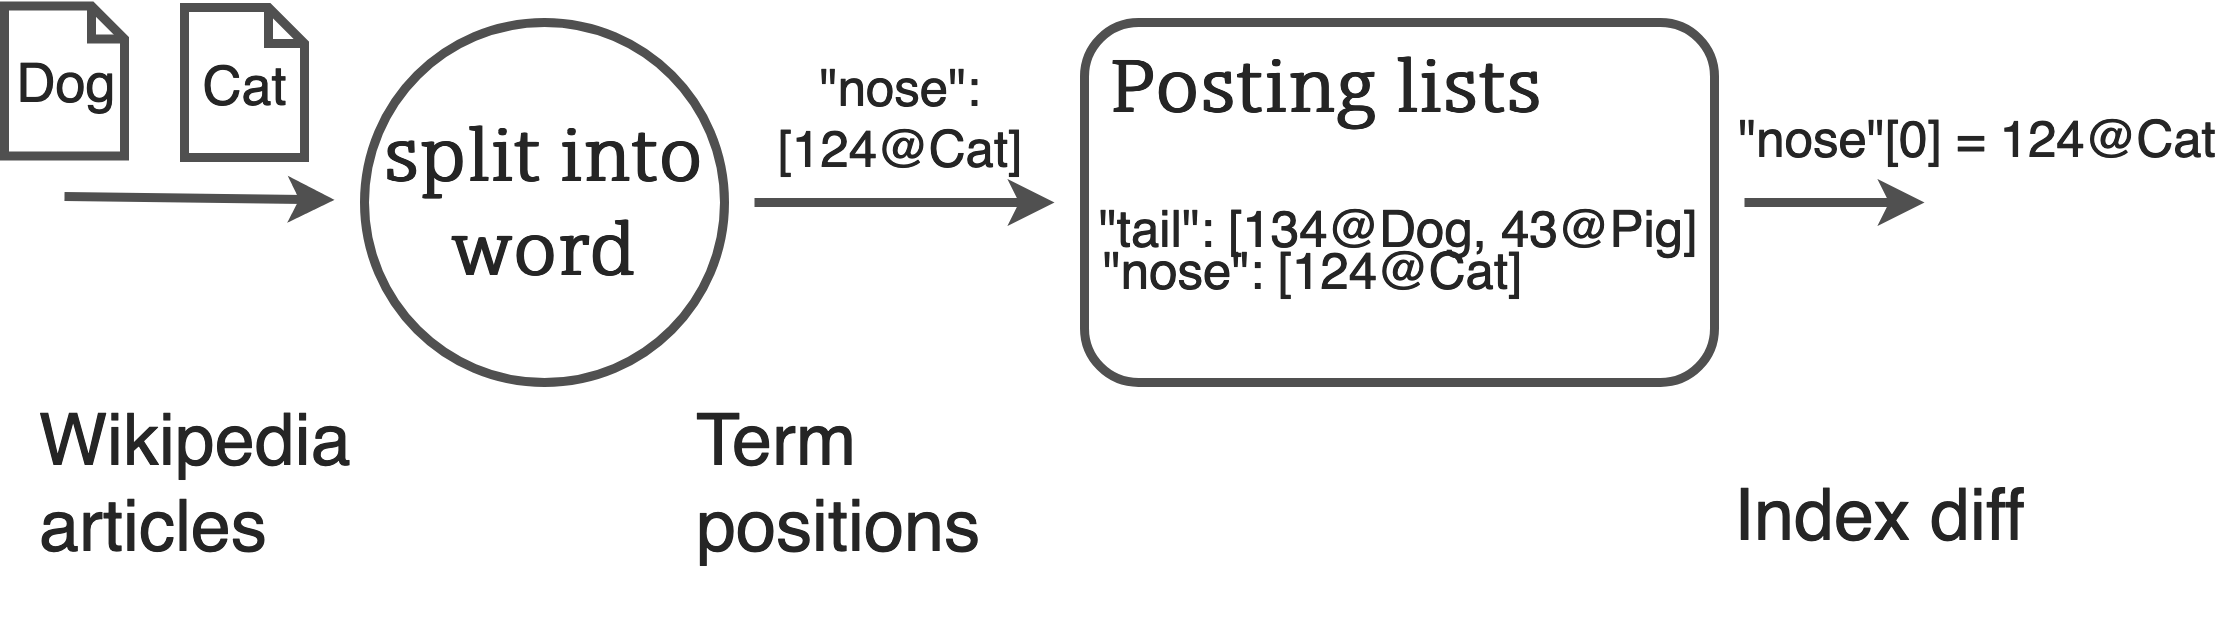 Dog
Cat
split into
word
"nose":
[124@Cat]
Posting lists
"tail": [134@Dog, 43@Pig]
"nose": [124@Cat]
"nose"[0] = 124@Cat
Wikipedia
articles
Term
positions
Index diff